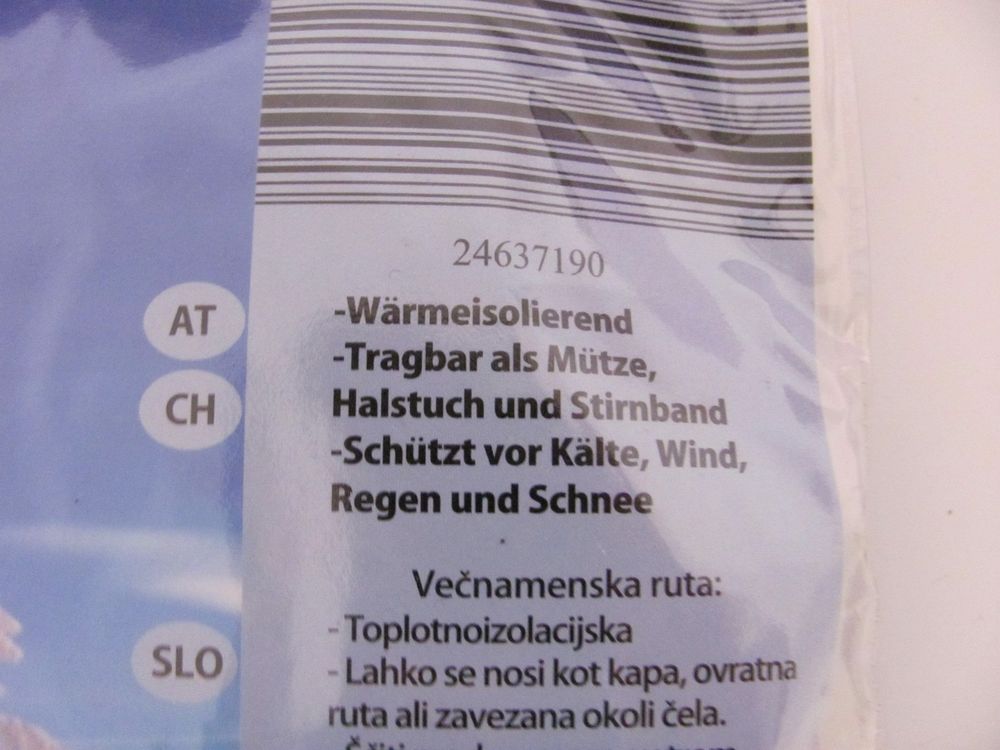 24637190
AT
-Wärmeisolierend
-Tragbar als Mütze,
CH
Halstuch und Stirnband
-Schützt vor Kälte, Wind,
Regen und Schnee
Večnamenska ruta:
- Toplotnoizolacijska
SLO
- Lahko se nosi kot kapa, ovratna
ruta ali zavezana okoli čela.